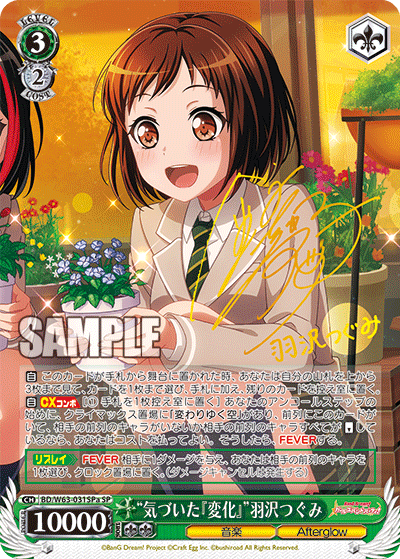 LEVEL
3
2
COST
羽沢つぐみ
SAMPLE
自 このカードが手札から舞台に置かれた時、あなたは自分の山札を上から
3枚まで見て、カードを1枚まで選び、手札に加え、残りのカードを控え室に置く。
自 CXコンボ [① 手札を1枚控え室に置く] あなたのアンコールステップの
始めに、クライマックス置場に「変わりゆく空」があり、前列にこのカードがい
て、相手の前列のキャラがいないか相手の前列のキャラすべてが
しているなら、あなたはコストを払ってよい。そうしたら、FEVERする。
リプレイ FEVER 相手に1ダメージを与え、あなたは相手の前列のキャラを
1枚選び、クロック置場に置く。(ダメージキャンセルは発生する)
CH BD/W63-031SPa SP
10000
“気づいた『変化』”羽沢つぐみ
音楽
Afterglow
©BanG Dream! Project ©Craft Egg Inc. ©bushiroad All Rights Reserved.